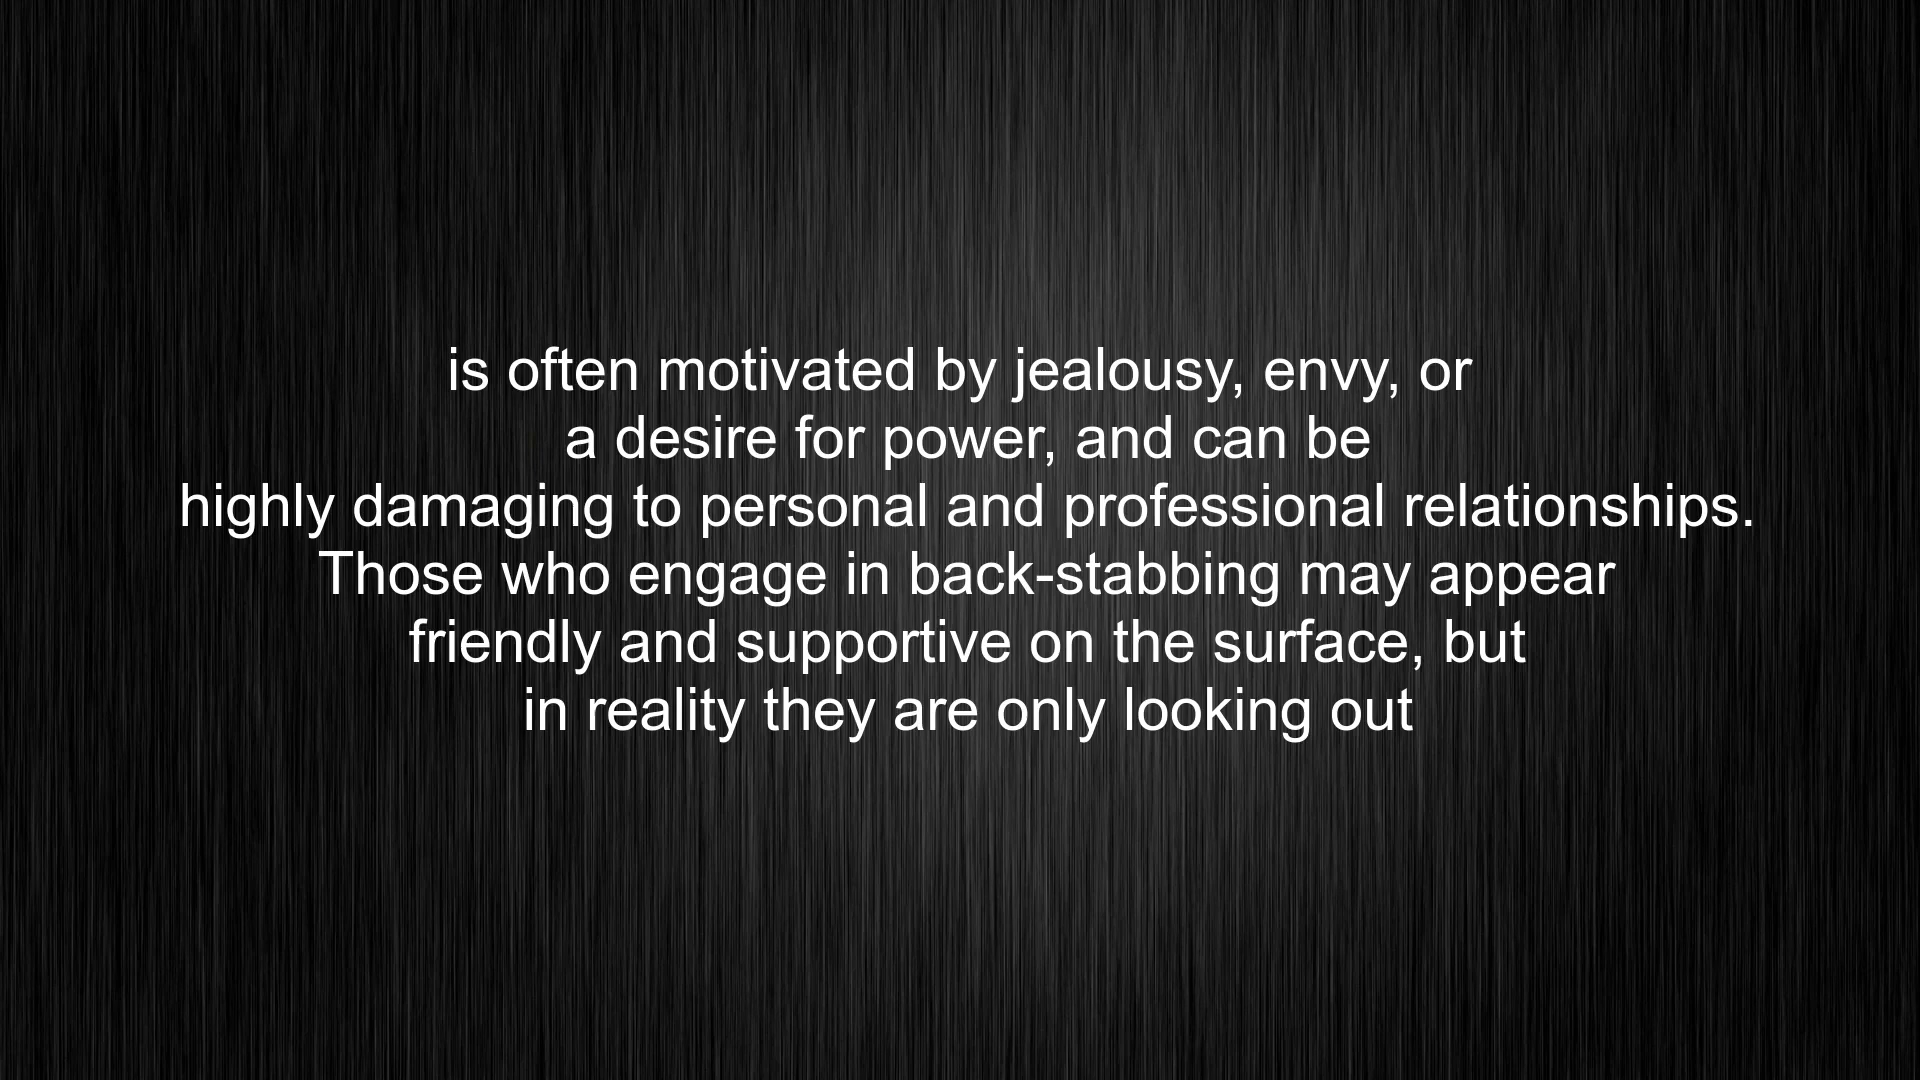 is often motivated by jealousy, envy, or
a desire for power, and can be
highly damaging to personal and professional relationships.
Those who engage in back-stabbing may appear
friendly and supportive on the surface, but
in reality they are only looking out